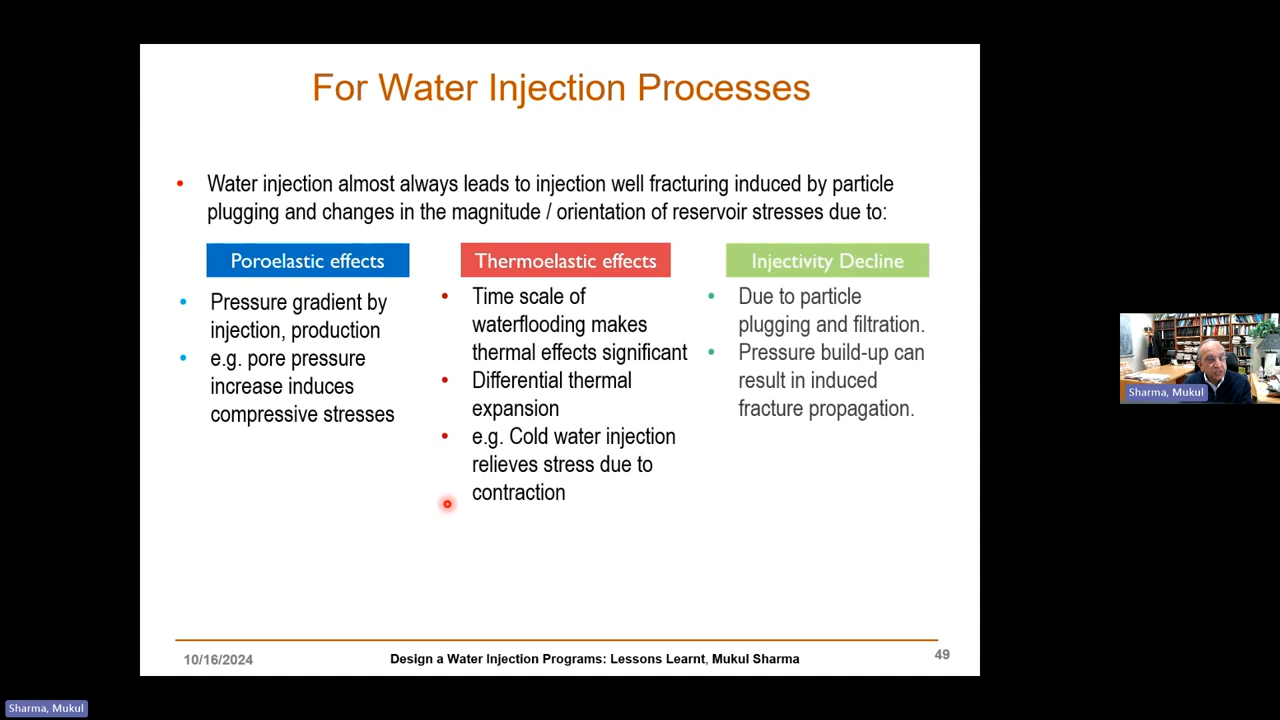 For Water Injection Processes
• Water injection almost always leads to injection well fracturing induced by particle
plugging and changes in the magnitude / orientation of reservoir stresses due to:
Poroelastic effects
• Pressure gradient by
injection, production
• e.g. pore pressure
increase induces
compressive stresses
Thermoelastic effects
• Time scale of
waterflooding makes
thermal effects significant
• Differential thermal
expansion
• e.g. Cold water injection
relieves stress due to
contraction
Injectivity Decline
• Due to particle
plugging and filtration.
• Pressure build-up can
result in induced
fracture propagation.
10/16/2024
Design a Water Injection Programs: Lessons Learnt, Mukul Sharma
49
Sharma, Mukul
Sharma, Mukul